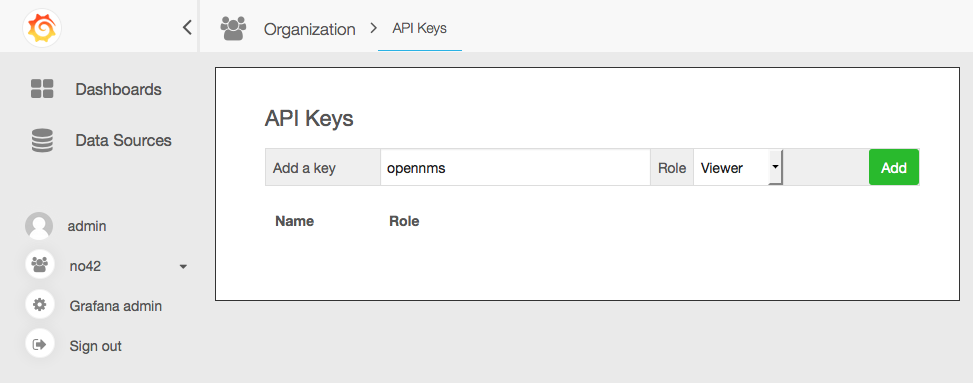 Organization > API Keys
Dashboards
Data Sources
admin
no42
Grafana admin
Sign out
API Keys
Add a key opennms Role Viewer Add
Name Role